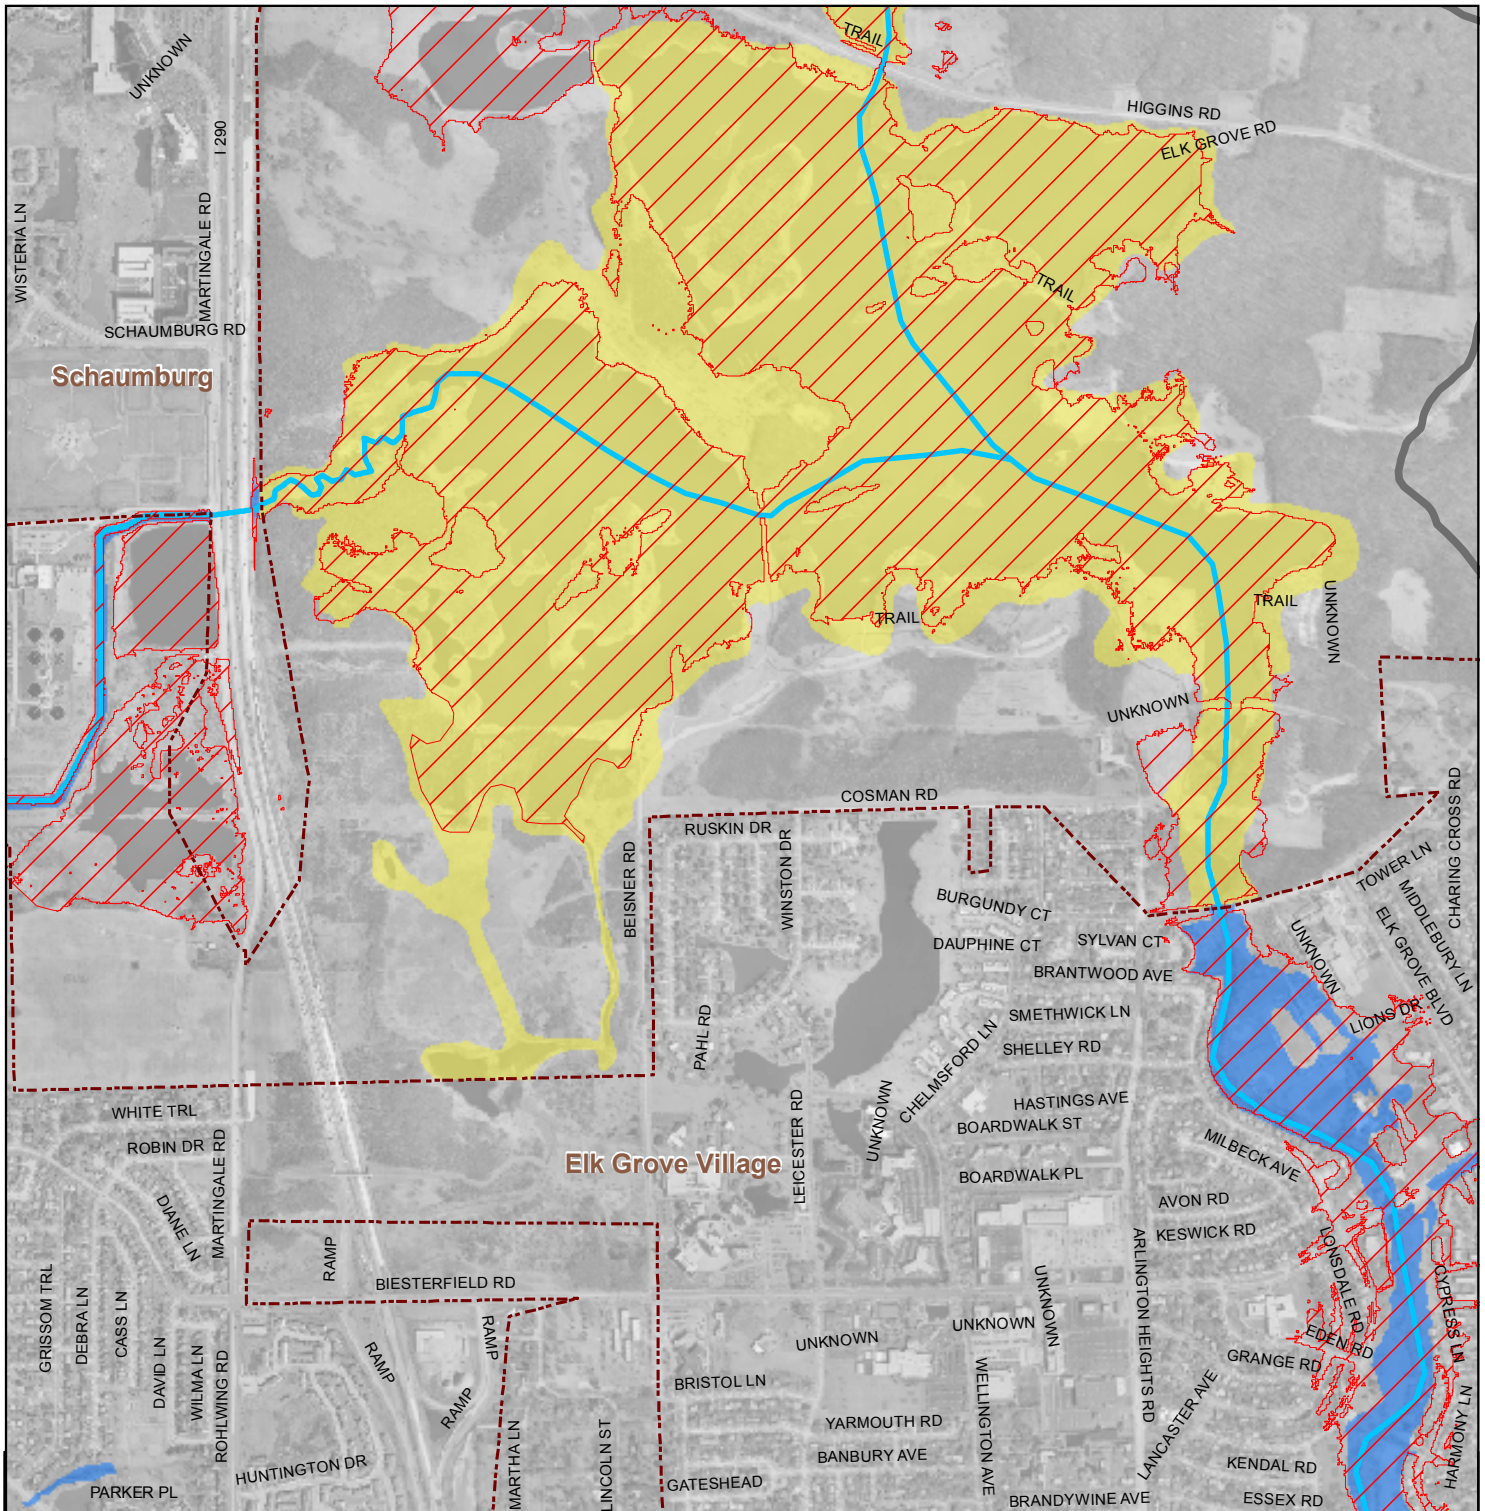 TRAIL
UNKNOWN
HIGGINS RD
I 290
ELK GROVE RD
WISTERIA LN
MARTINGALE RD
TRAIL
SCHAUMBURG RD
Schaumburg
TRAIL
TRAIL
UNKNOWN
UNKNOWN
COSMAN RD
RUSKIN DR
WINSTON DR
BEISNER RD
CHARING CROSS RD
TOWER LN
MIDDLEBURY LN
ELK GROVE BLVD
BURGUNDY CT
DAUPHINE CT
SYLVAN CT
UNKNOWN
BRANTWOOD AVE
SMETHWICK LN
LIONS DR
PAHL RD
SHELLEY RD
CHELMSFORD LN
UNKNOWN
HASTINGS AVE
WHITE TRL
BOARDWALK ST
ROBIN DR
MARTINGALE RD
LEICESTER RD
MILBECK AVE
Elk Grove Village
BOARDWALK PL
DIANE LN
AVON RD
KESWICK RD
RAMP
BIESTERFIELD RD
ARLINGTON HEIGHTS RD
LONSDALE RD
CYPRESS LN
GRISSOM TRL
DEBRA LN
CASS LN
UNKNOWN
UNKNOWN
UNKNOWN
RAMP
RAMP
EDEN RD
GRANGE RD
DAVID LN
WILMA LN
ROHLWING RD
BRISTOL LN
WELLINGTON AVE
LANCASTER AVE
RAMP
YARMOUTH RD
HARMONY LN
MARTHA LN
LINCOLN ST
BANBURY AVE
HUNTINGTON DR
GATESHEAD
KENDAL RD
PARKER PL
BRANDYWINE AVE
ESSEX RD